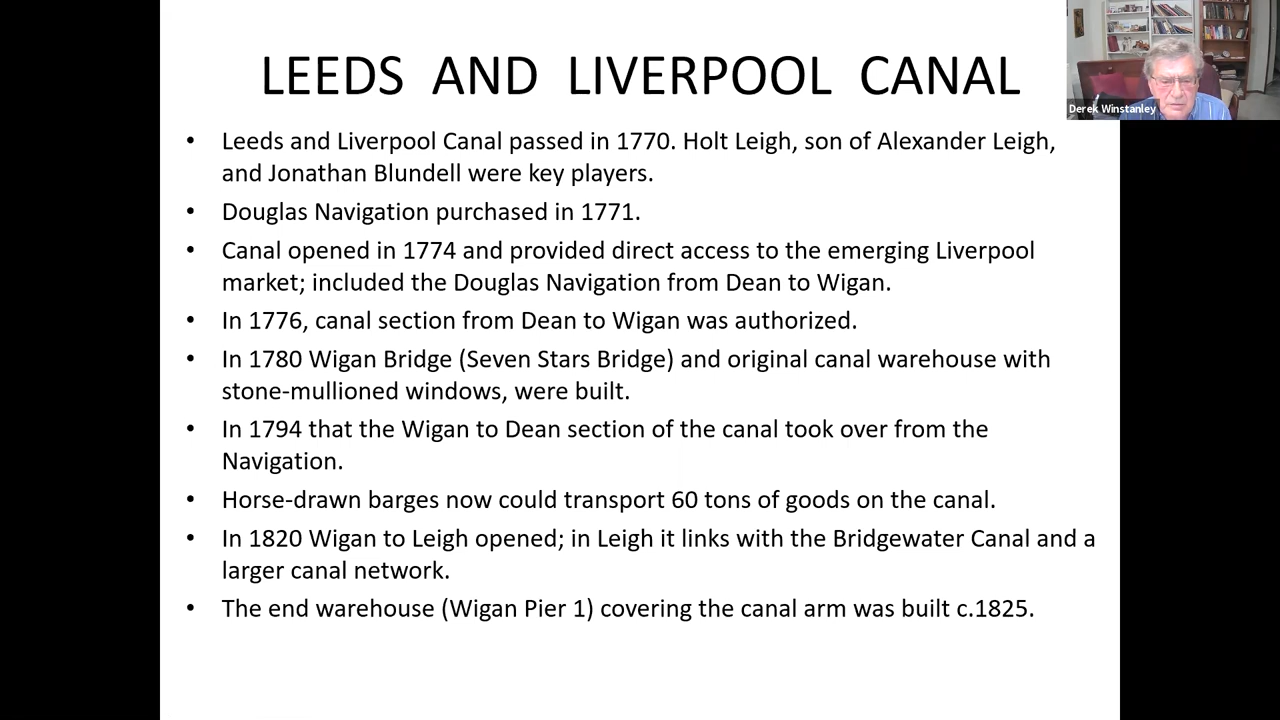 LEEDS AND LIVERPOOL CANAL
Derek Winstanley
• Leeds and Liverpool Canal passed in 1770. Holt Leigh, son of Alexander Leigh,
and Jonathan Blundell were key players.
• Douglas Navigation purchased in 1771.
• Canal opened in 1774 and provided direct access to the emerging Liverpool
market; included the Douglas Navigation from Dean to Wigan.
• In 1776, canal section from Dean to Wigan was authorized.
• In 1780 Wigan Bridge (Seven Stars Bridge) and original canal warehouse with
stone-mullioned windows, were built.
• In 1794 that the Wigan to Dean section of the canal took over from the
Navigation.
• Horse-drawn barges now could transport 60 tons of goods on the canal.
• In 1820 Wigan to Leigh opened; in Leigh it links with the Bridgewater Canal and a
larger canal network.
• The end warehouse (Wigan Pier 1) covering the canal arm was built c.1825.